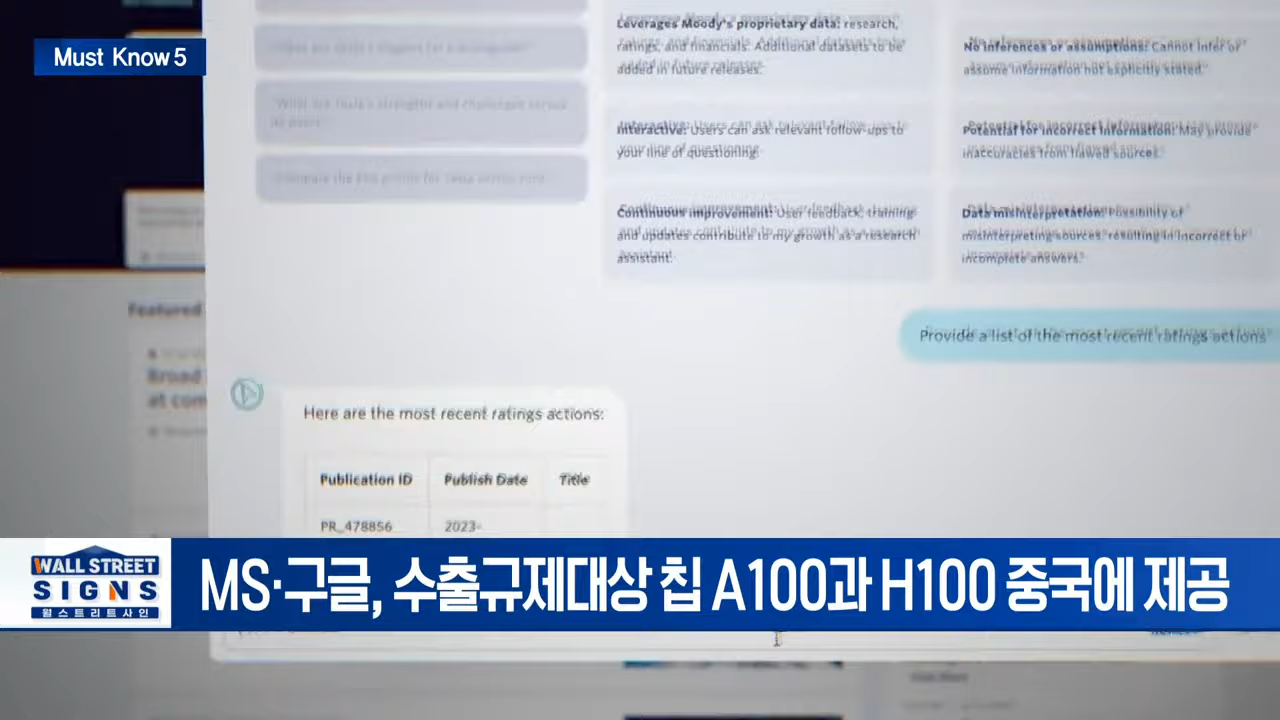 Must Know 5
Leverages Moody's proprietary data: research,
ratings, and financials. Additional datasets to be
added in future releases.
No inferences or assumptions: Cannot infer or
assume information not explicitly stated.
Interactive: Users can ask relevant follow-ups to
your line of questioning.
Potential for incorrect information: May provide
inaccuracies from flawed sources.
Continuous improvement: User feedback, training
and updates contribute to my growth as a research
assistant.
Data misinterpretation: Possibility of
misinterpreting sources, resulting in incorrect or
incomplete answers.
Provide a list of the most recent ratings actions
Featured
Broad
at com
Here are the most recent ratings actions:
Publication ID Publish Date Title
PR_478856 2023-
WALL STREET
SIGNS
월스트리트사인
MS·구글, 수출규제대상 칩 A100과 H100 중국에 제공